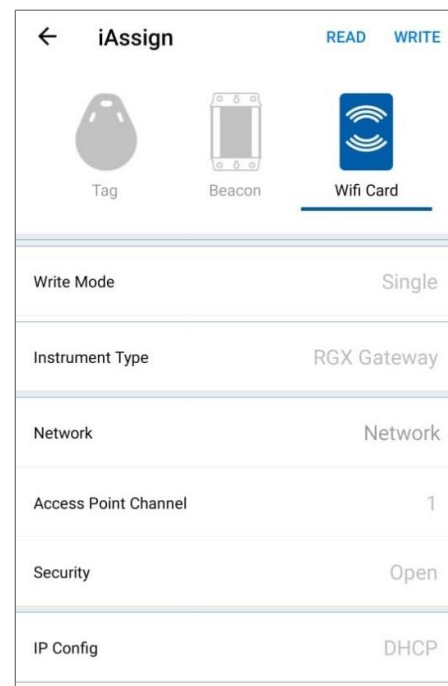 iAssign READ WRITE
Tag Beacon Wifi Card
Write Mode Single
Instrument Type RGX Gateway
Network Network
Access Point Channel 1
Security Open
IP Config DHCP